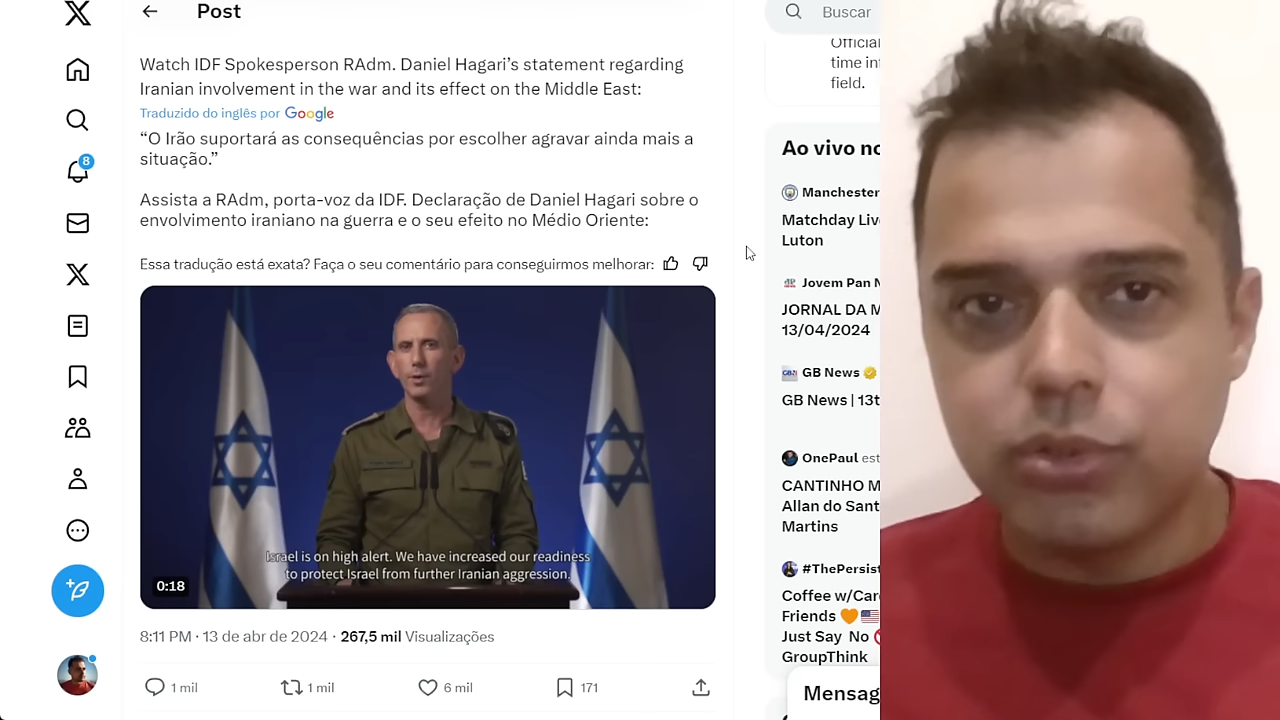 Post
Watch IDF Spokesperson RAdm. Daniel Hagari’s statement regarding
Iranian involvement in the war and its effect on the Middle East:
Traduzido do inglês por Google
“O Irão suportará as consequências por escolher agravar ainda mais a
situação.”
Assista a RAdm, porta-voz da IDF. Declaração de Daniel Hagari sobre o
envolvimento iraniano na guerra e o seu efeito no Médio Oriente:
Essa tradução está exata? Faça o seu comentário para conseguirmos melhorar:
Israel is on high alert. We have increased our readiness
to protect Israel from further Iranian aggression.
0:18
8:11 PM · 13 de abr de 2024 · 267,5 mil Visualizações
1 mil
1 mil
6 mil
171
8
Buscar
Official
time in
field.
Ao vivo no
Manchester
Matchday Liv
Luton
Jovem Pan N
JORNAL DA M
13/04/2024
GB News
GB News | 13t
OnePaul est
CANTINHO M
Allan do Sant
Martins
#ThePersist
Coffee w/Car
Friends 🧡🇺🇸
Just Say No
GroupThink
Mensag